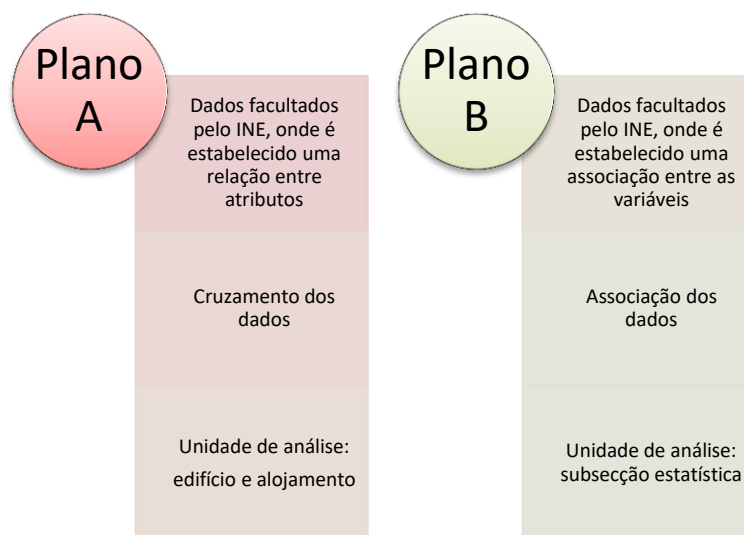 Plano
A
Dados facultados
pelo INE, onde é
estabelecido uma
relação entre
atributos
Cruzamento dos
dados
Unidade de análise:
edifício e alojamento
Plano
B
Dados facultados
pelo INE, onde é
estabelecido uma
associação entre as
variáveis
Associação dos
dados
Unidade de análise:
subsecção estatística